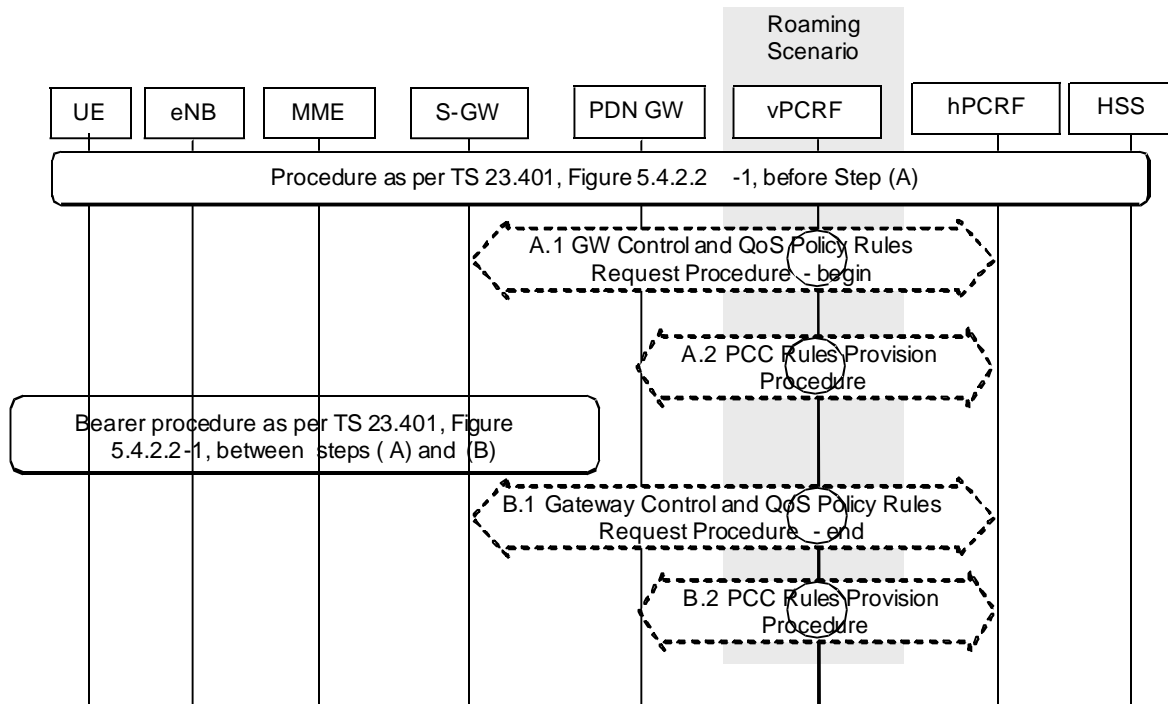 Roaming
Scenario
UE
eNB
MME
S-GW
PDN GW
vPCRF
hPCRF
HSS
Procedure as per TS 23.401, Figure 5.4.2.2 -1, before Step (A)
A.1 GW Control and QoS Policy Rules
Request Procedure - begin
A.2 PCC Rules Provision
Procedure
Bearer procedure as per TS 23.401, Figure
5.4.2.2-1, between steps ( A) and (B)
B.1 Gateway Control and QoS Policy Rules
Request Procedure - end
B.2 PCC Rules Provision
Procedure